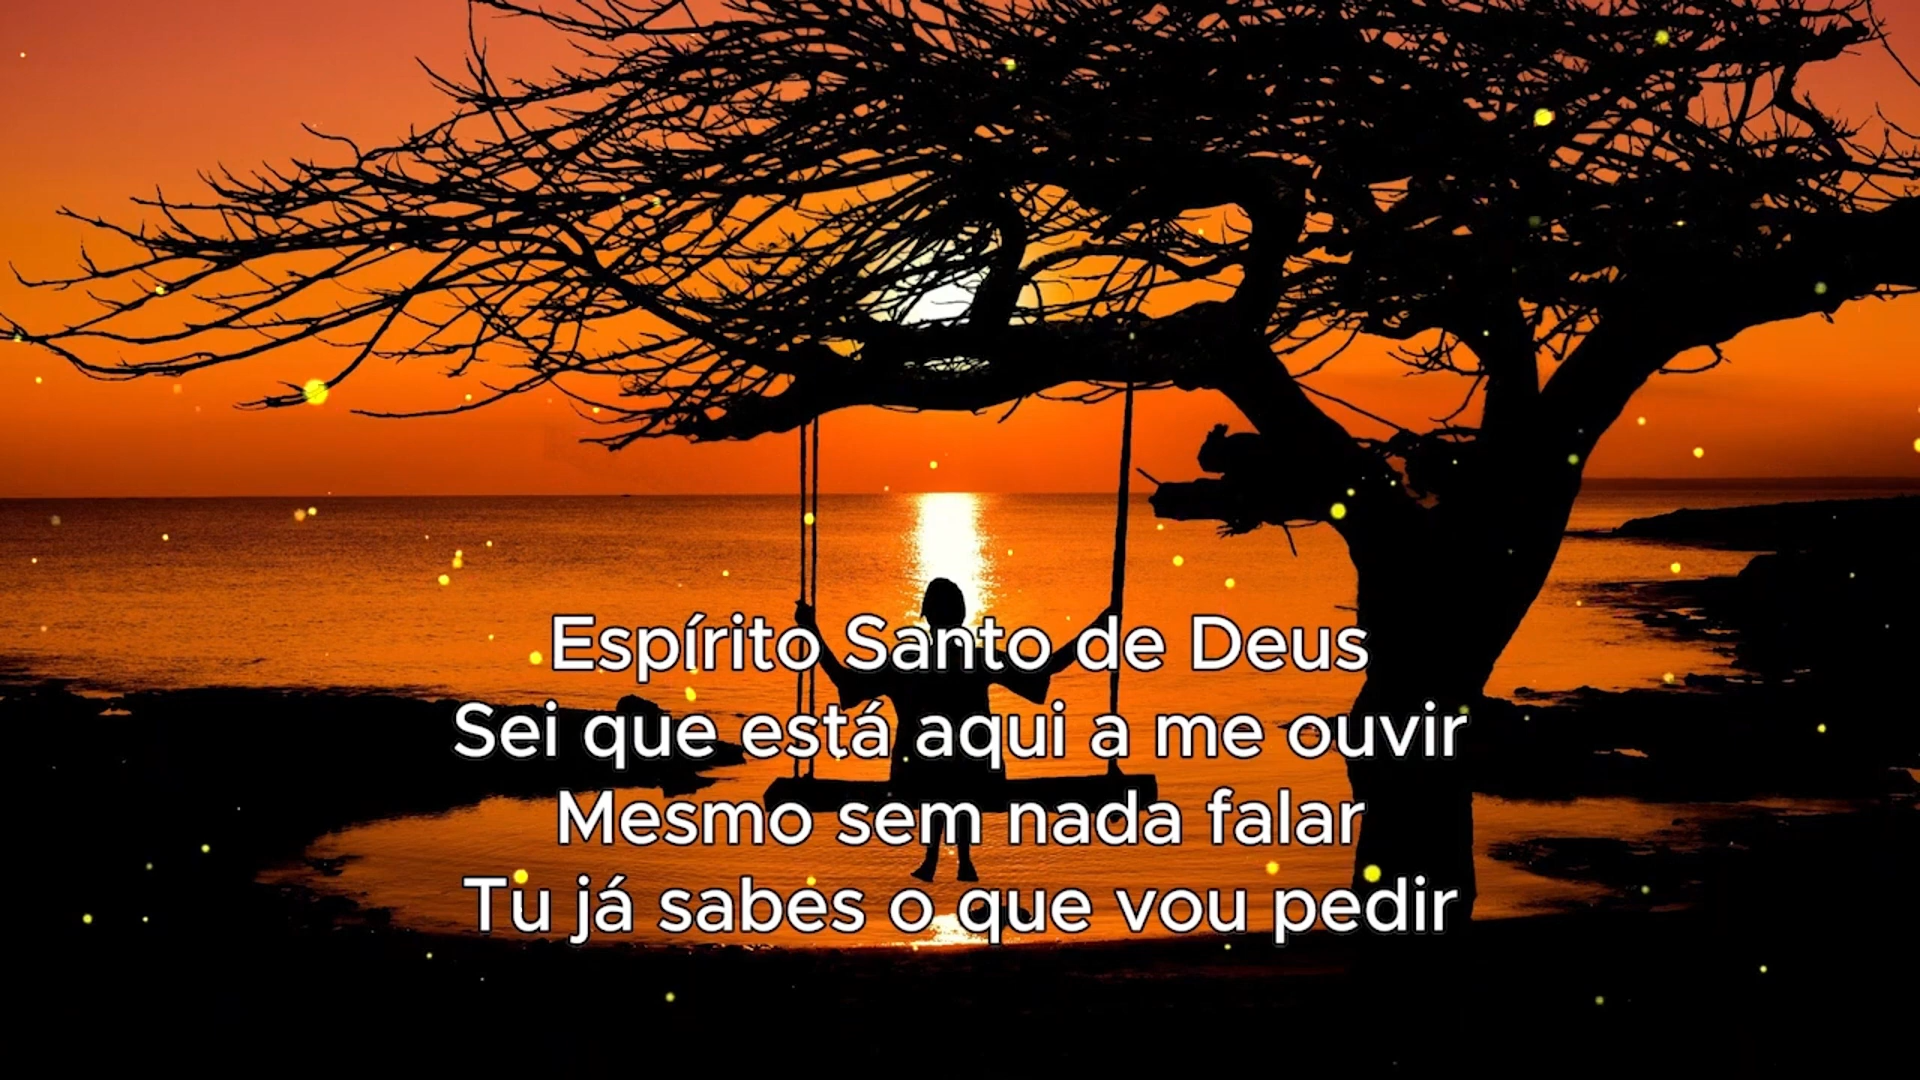 Espírito Santo de Deus
Sei que está aqui a me ouvir
Mesmo sem nada falar
Tu já sabes o que vou pedir